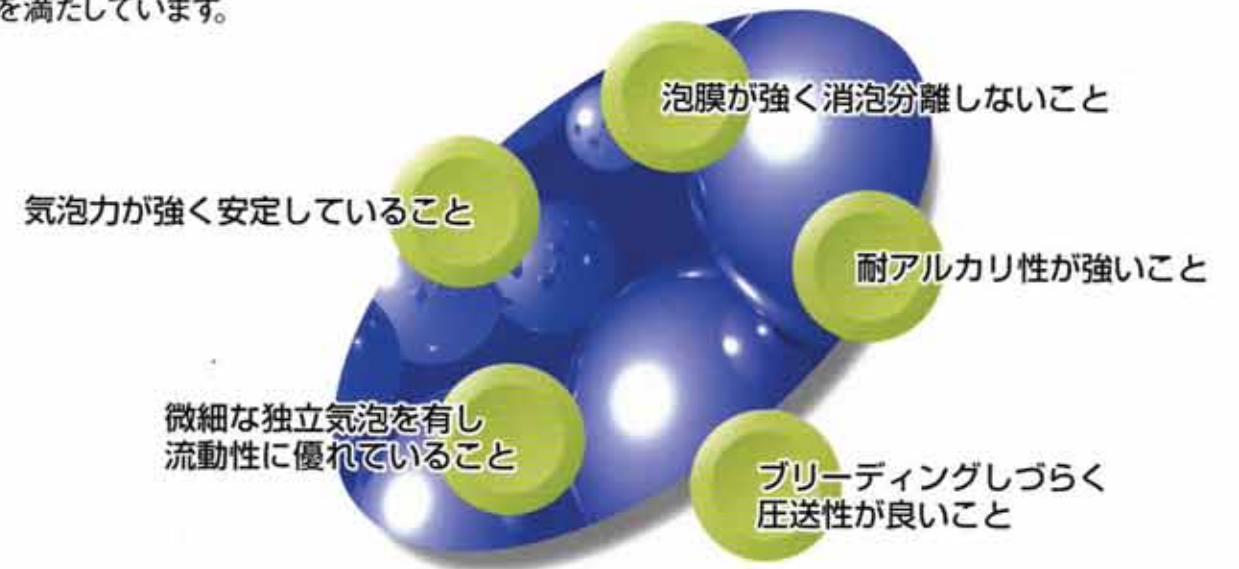 を満たしています。
泡膜が強く消泡分離しないこと
気泡力が強く安定していること
耐アルカリ性が強いこと
微細な独立気泡を有し
流動性に優れていること
ブリーディングしづらく
圧送性が良いこと